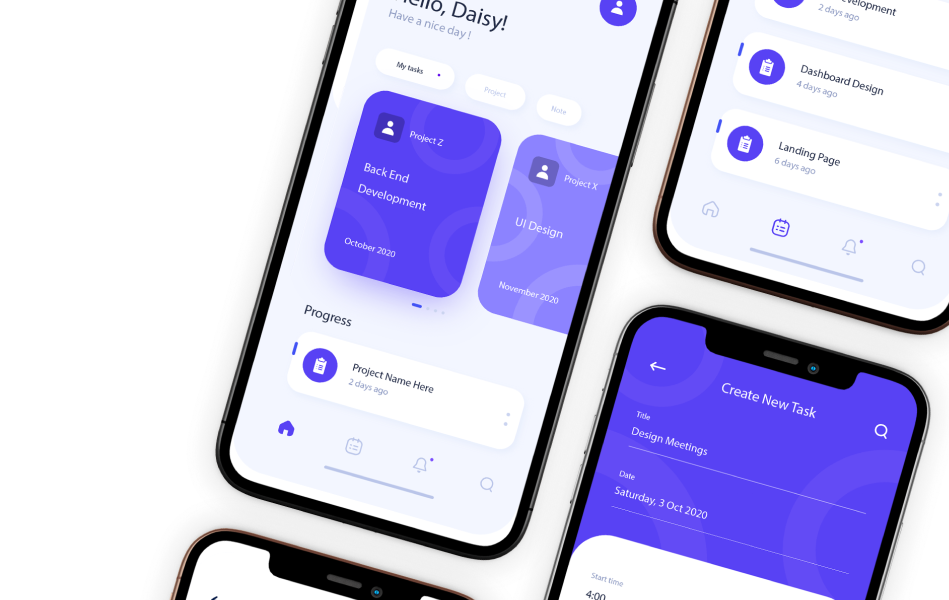 Hello, Daisy!
Have a nice day !
My tasks
Project
Note
Project Z
Back End
Development
October 2020
Project X
UI Design
November 2020
Progress
Project Name Here
2 days ago
2 days ago
Dashboard Design
4 days ago
Landing Page
6 days ago
Create New Task
Title
Design Meetings
Date
Saturday, 3 Oct 2020
Start time
4:00